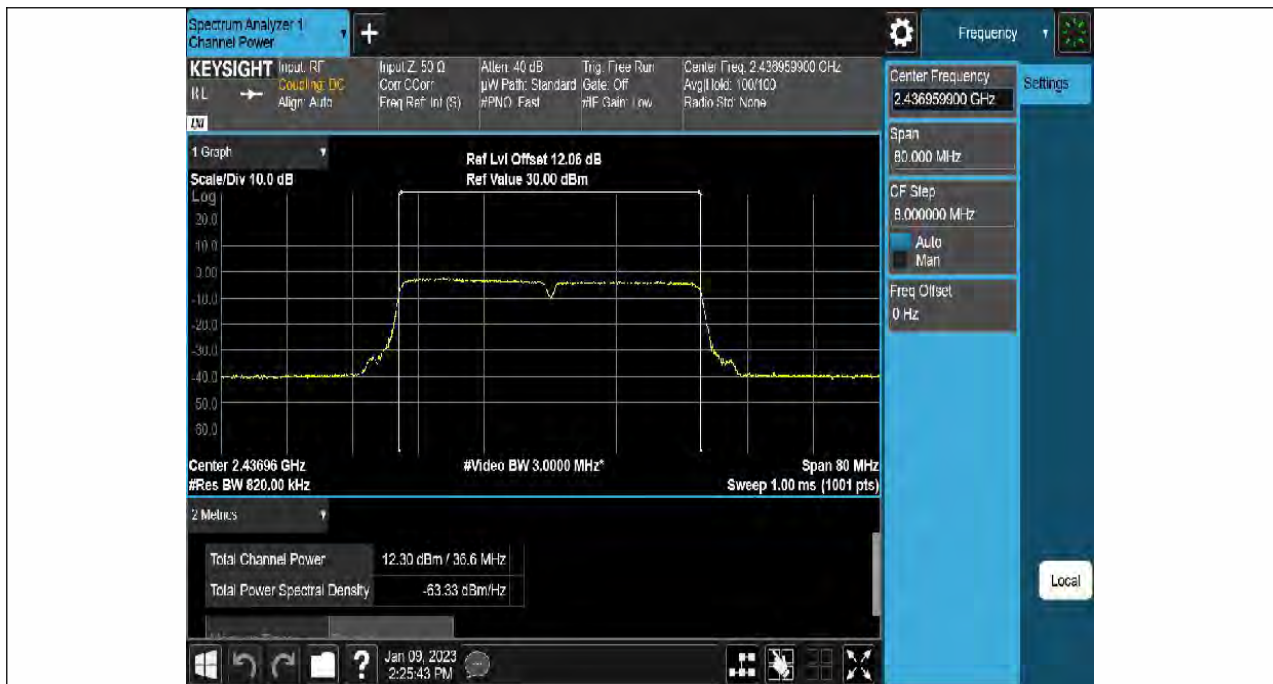 Spectrum Analyzer 1
Channel Power
+
Frequency
KEYSIGHT
RL
LXI
Input: RF
Coupling: DC
Align: Auto
Input Z: 50 Ω
Corr CCorr
Freq Ref: Int (S)
Atten: 40 dB
µW Path: Standard
#PNO: Fast
Trig: Free Run
Gate: Off
#IF Gain: Low
Center Freq: 2.436959900 GHz
Avg|Hold: 100/100
Radio Std: None
Center Frequency
2.436959900 GHz
Settings
Span
80.000 MHz
CF Step
8.000000 MHz
Auto
Man
Freq Offset
0 Hz
1 Graph
Ref Lvl Offset 12.06 dB
Scale/Div 10.0 dB
Ref Value 30.00 dBm
Log
20.0
10.0
0.00
-10.0
-20.0
-30.0
-40.0
-50.0
-60.0
Center 2.43696 GHz
#Video BW 3.0000 MHz*
Span 80 MHz
#Res BW 820.00 kHz
Sweep 1.00 ms (1001 pts)
2 Metrics
Total Channel Power 12.30 dBm / 36.6 MHz
Total Power Spectral Density -63.33 dBm/Hz
Local
?
Jan 09, 2023
2:25:43 PM